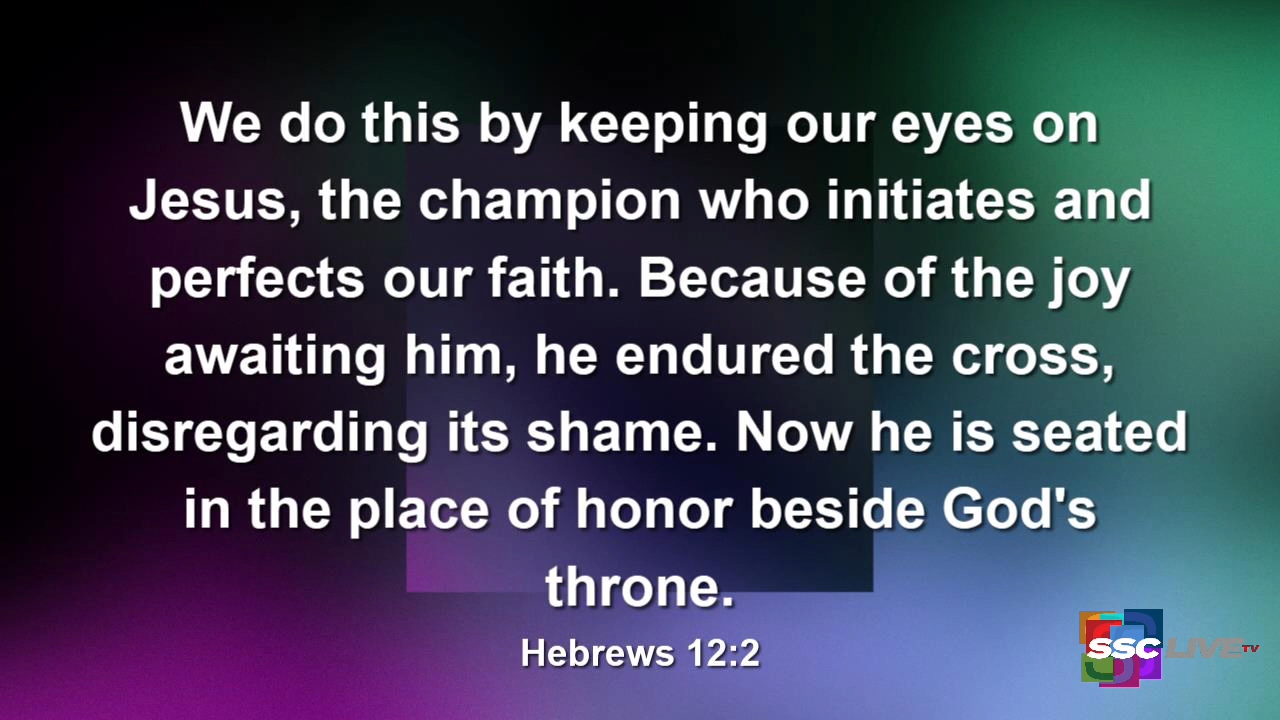 We do this by keeping our eyes on
Jesus, the champion who initiates and
perfects our faith. Because of the joy
awaiting him, he endured the cross,
disregarding its shame. Now he is seated
in the place of honor beside God's
throne.
Hebrews 12:2
SSC LIVE TV